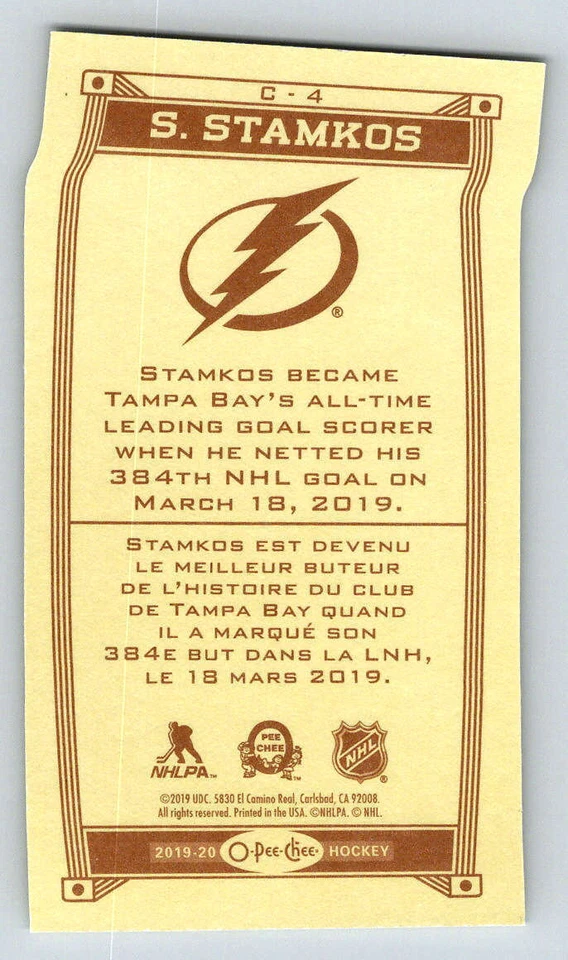 C - 4
S. STAMKOS
®
STAMKOS BECAME
TAMPA BAY'S ALL-TIME
LEADING GOAL SCORER
WHEN HE NETTED HIS
384TH NHL GOAL ON
MARCH 18, 2019.
STAMKOS EST DEVENU
LE MEILLEUR BUTEUR
DE L'HISTOIRE DU CLUB
DE TAMPA BAY QUAND
IL A MARQUÉ SON
384E BUT DANS LA LNH,
LE 18 MARS 2019.
NHLPA™
O PEE CHEE™
NHL®
©2019 UDC. 5830 El Camino Real, Carlsbad, CA 92008.
All rights reserved. Printed in the USA. ©NHLPA. © NHL.
2019-20 O-Pee-Chee® HOCKEY